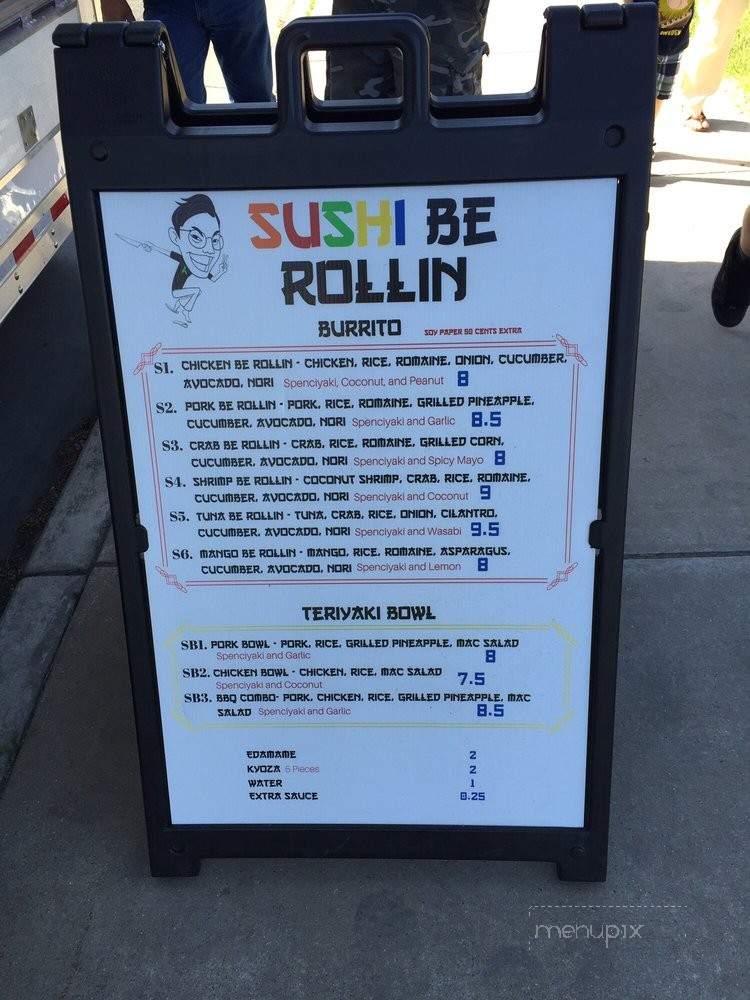 SUSHI BE
ROLLIN
BURRITO SOY PAPER 50 CENTS EXTRA
S1. CHICKEN BE ROLLIN - CHICKEN, RICE, ROMAINE, ONION, CUCUMBER,
AVOCADO, NORI Spenciyaki, Coconut, and Peanut 8
S2. PORK BE ROLLIN - PORK, RICE, ROMAINE, GRILLED PINEAPPLE,
CUCUMBER, AVOCADO, NORI Spenciyaki and Garlic 8.5
S3. CRAB BE ROLLIN - CRAB, RICE, ROMAINE, GRILLED CORN,
CUCUMBER, AVOCADO, NORI Spenciyaki and Spicy Mayo 8
S4. SHRIMP BE ROLLIN - COCONUT SHRIMP, CRAB, RICE, ROMAINE,
CUCUMBER, AVOCADO, NORI Spenciyaki and Coconut 9
S5. TUNA BE ROLLIN - TUNA, CRAB, RICE, ONION, CILANTRO,
CUCUMBER, AVOCADO, NORI Spenciyaki and Wasabi 9.5
S6. MANGO BE ROLLIN - MANGO, RICE, ROMAINE, ASPARAGUS,
CUCUMBER, AVOCADO, NORI Spenciyaki and Lemon 8
TERIYAKI BOWL
SB1. PORK BOWL - PORK, RICE, GRILLED PINEAPPLE, MAC SALAD
Spenciyaki and Garlic 8
SB2. CHICKEN BOWL - CHICKEN, RICE, MAC SALAD 7.5
Spenciyaki and Coconut
SB3. BBQ COMBO- PORK, CHICKEN, RICE, GRILLED PINEAPPLE, MAC
SALAD Spenciyaki and Garlic 8.5
EDAMAME 2
KYOZA 6 Pieces 2
WATER 1
EXTRA SAUCE 0.25
menupix